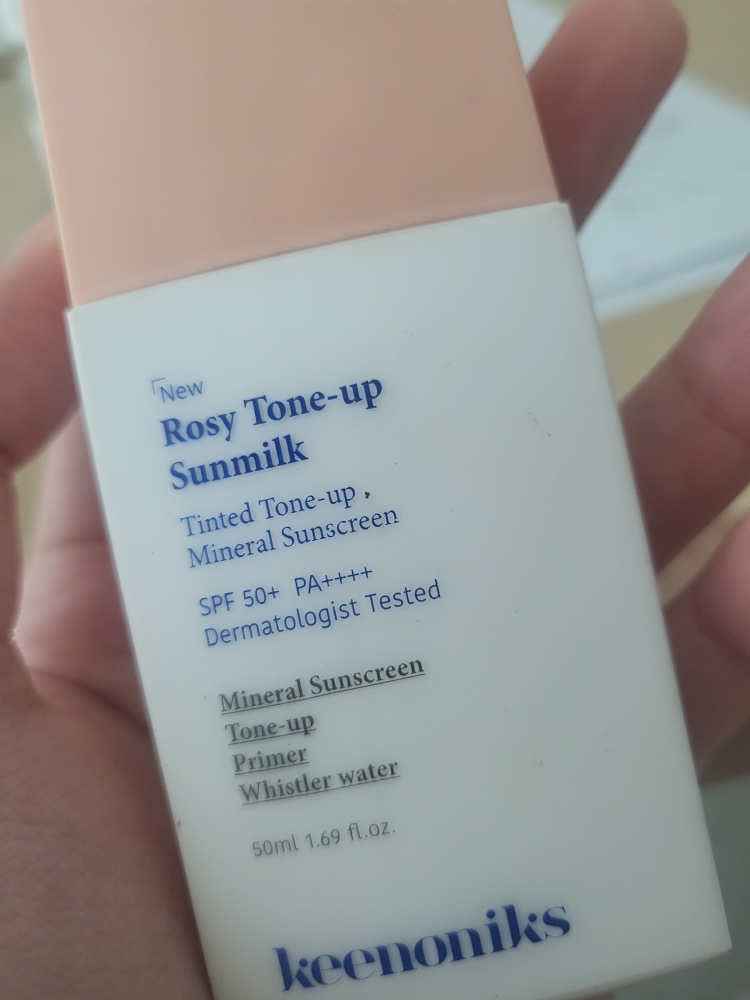 「New
Rosy Tone-up
Sunmilk
Tinted Tone-up
Mineral Sunscreen
SPF 50+ PA++++
Dermatologist Tested
Mineral Sunscreen
Tone-up
Primer
Whistler water
50ml 1.69 fl.oz.
keenoniks